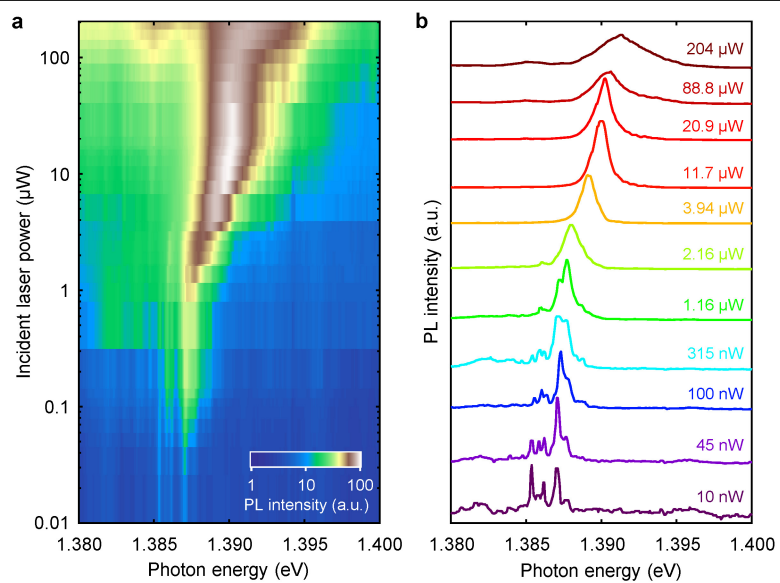 a
Incident laser power (µW)
100
10
1
0.1
0.01
1 10 100
PL intensity (a.u.)
1.380 1.385 1.390 1.395 1.400
Photon energy (eV)
b
PL intensity (a.u.)
204 µW
88.8 µW
20.9 µW
11.7 µW
3.94 µW
2.16 µW
1.16 µW
315 nW
100 nW
45 nW
10 nW
1.380 1.385 1.390 1.395 1.400
Photon energy (eV)